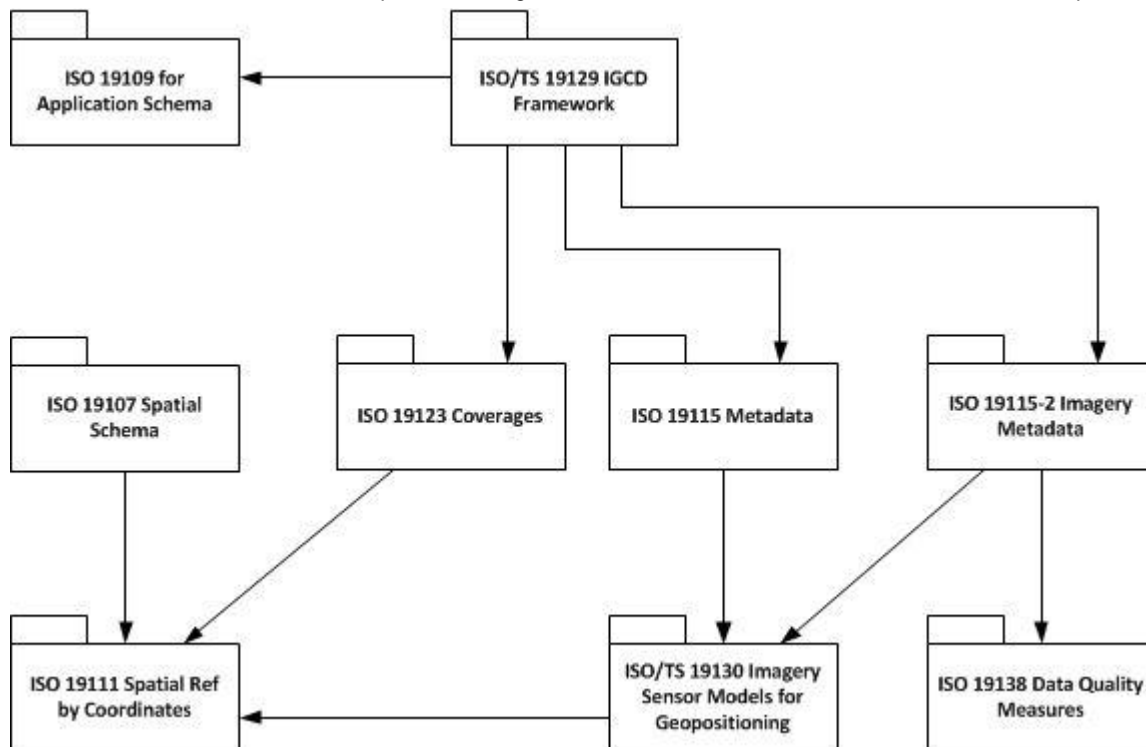 ISO 19109 for
Application Schema
ISO/TS 19129 IGCD
Framework
ISO 19107 Spatial
Schema
ISO 19123 Coverages
ISO 19115 Metadata
ISO 19115-2 Imagery
Metadata
ISO 19111 Spatial Ref
by Coordinates
ISO/TS 19130 Imagery
Sensor Models for
Geopositioning
ISO 19138 Data Quality
Measures